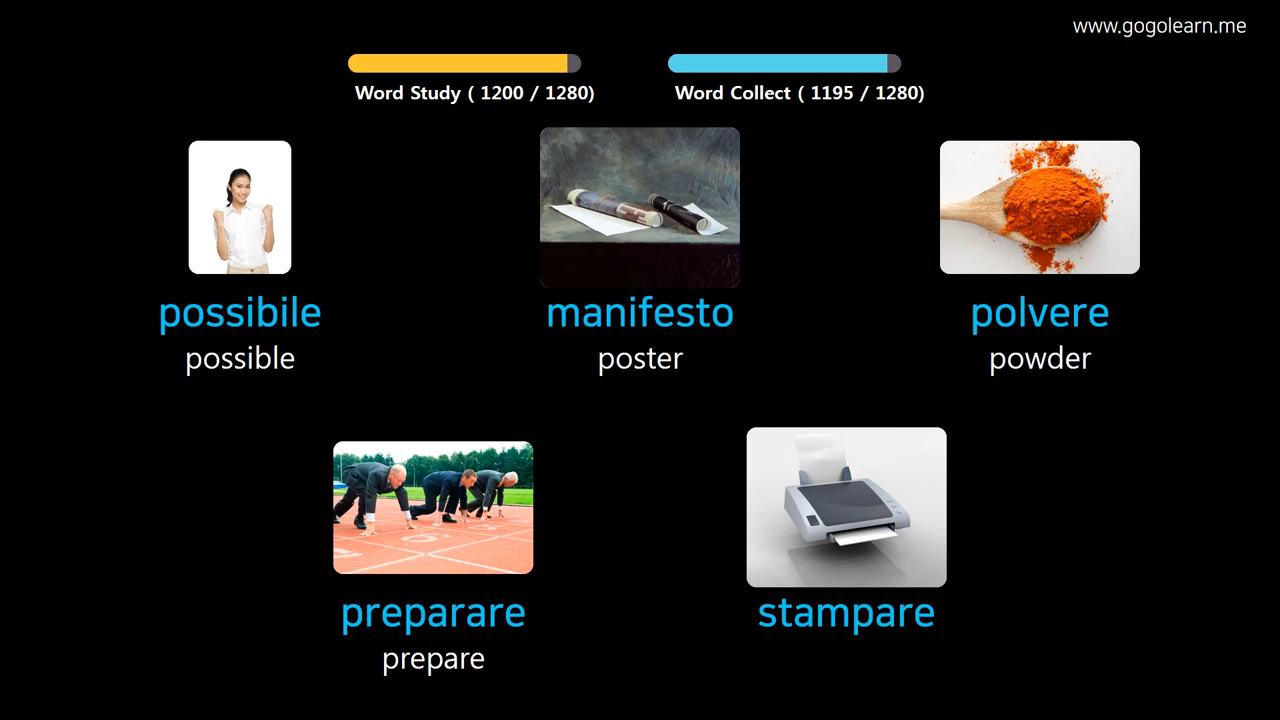 www.gogolearn.me
Word Study ( 1200 / 1280)
Word Collect ( 1195 / 1280)
possibile
possible
manifesto
poster
polvere
powder
preparare
prepare
stampare